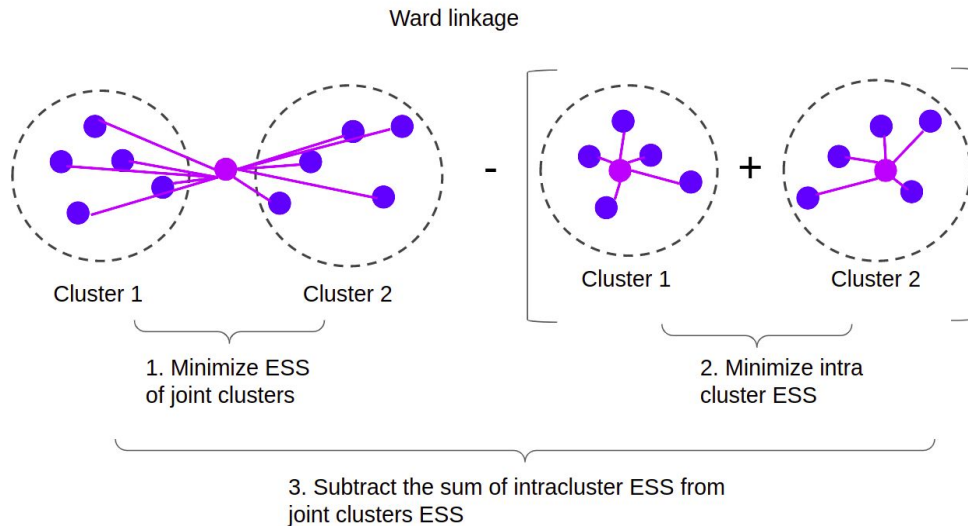 Ward linkage
-
+
Cluster 1
Cluster 2
Cluster 1
Cluster 2
1. Minimize ESS
of joint clusters
2. Minimize intra
cluster ESS
3. Subtract the sum of intracluster ESS from
joint clusters ESS